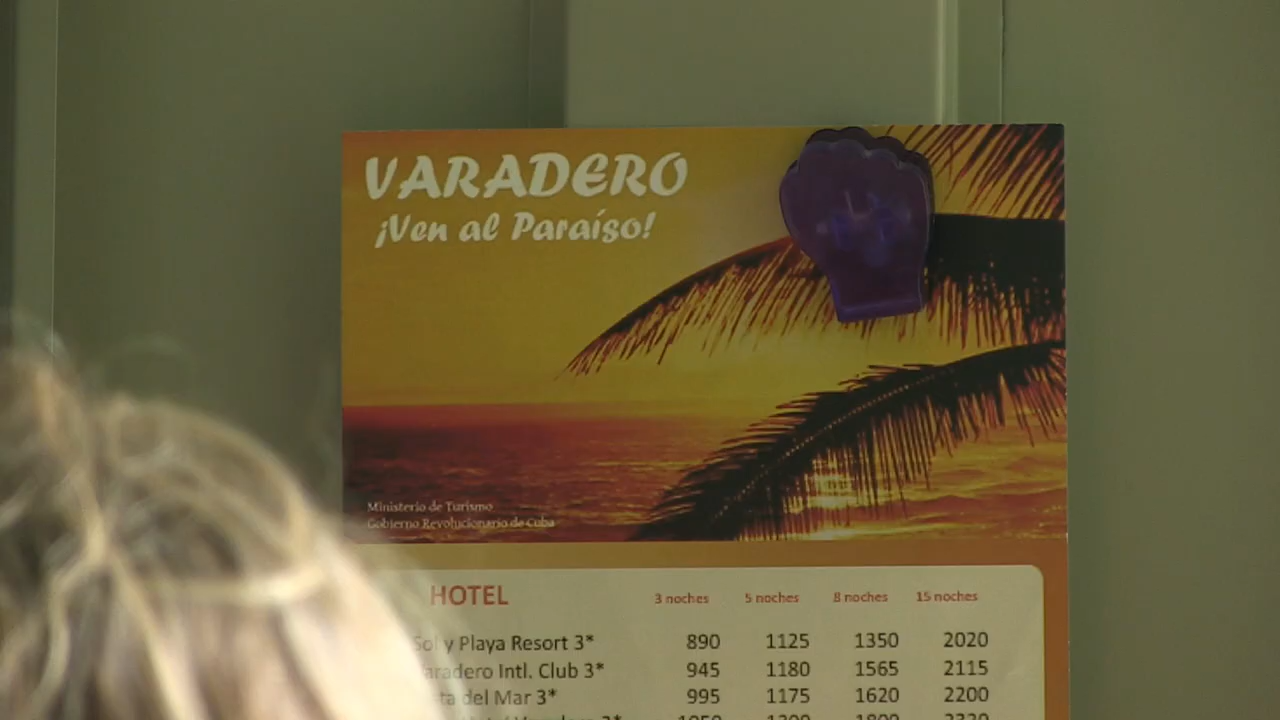 VARADERO
¡Ven al Paraíso!
Ministerio de Turismo
Gobierno Revolucionario de Cuba
HOTEL 3 noches 5 noches 8 noches 15 noches
Sol y Playa Resort 3* 890 1125 1350 2020
Varadero Intl. Club 3* 945 1180 1565 2115
del Mar 3* 995 1175 1620 2200